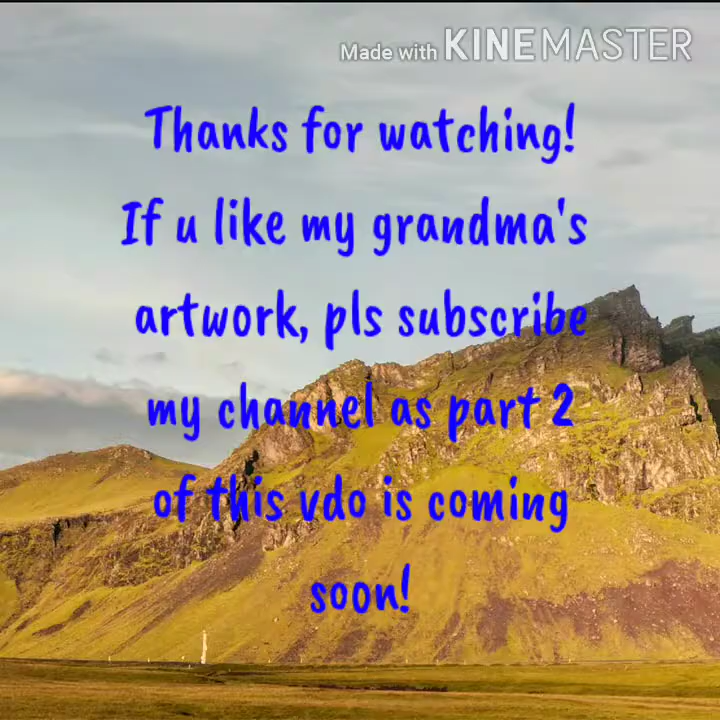 Made with KINEMASTER
Thanks for watching!
If u like my grandma's
artwork, pls subscribe
my channel as part 2
of this vdo is coming
soon!